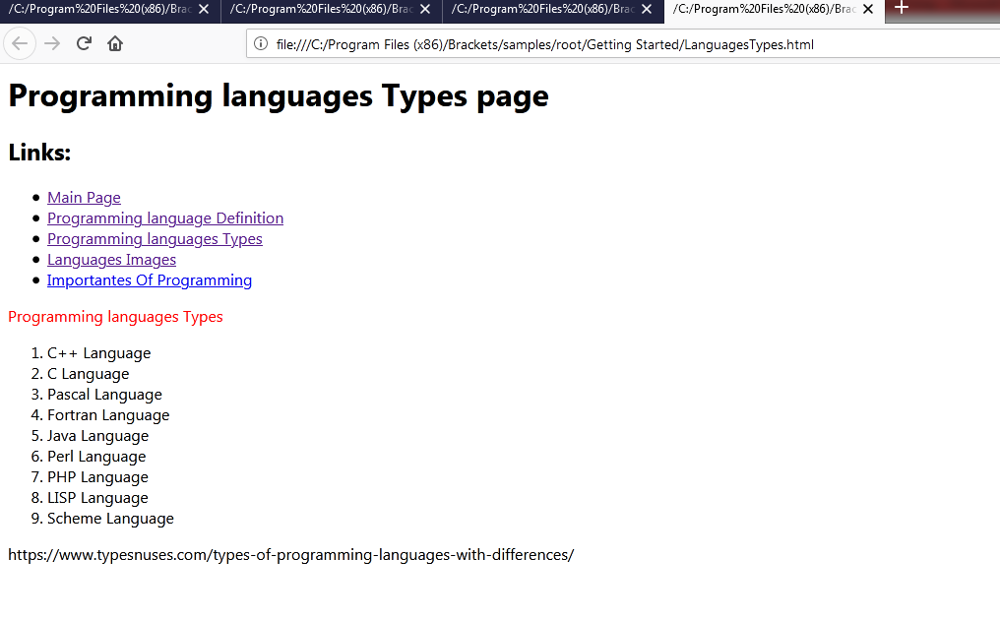 /C:/Program%20Files%20(x86)/Brac
/C:/Program%20Files%20(x86)/Brac
/C:/Program%20Files%20(x86)/Brac
/C:/Program%20Files%20(x86)/Brac
file:///C:/Program Files (x86)/Brackets/samples/root/Getting Started/LanguagesTypes.html
Programming languages Types page
Links:
• Main Page
• Programming language Definition
• Programming languages Types
• Languages Images
• Importantes Of Programming
Programming languages Types
1. C++ Language
2. C Language
3. Pascal Language
4. Fortran Language
5. Java Language
6. Perl Language
7. PHP Language
8. LISP Language
9. Scheme Language
https://www.typesnuses.com/types-of-programming-languages-with-differences/